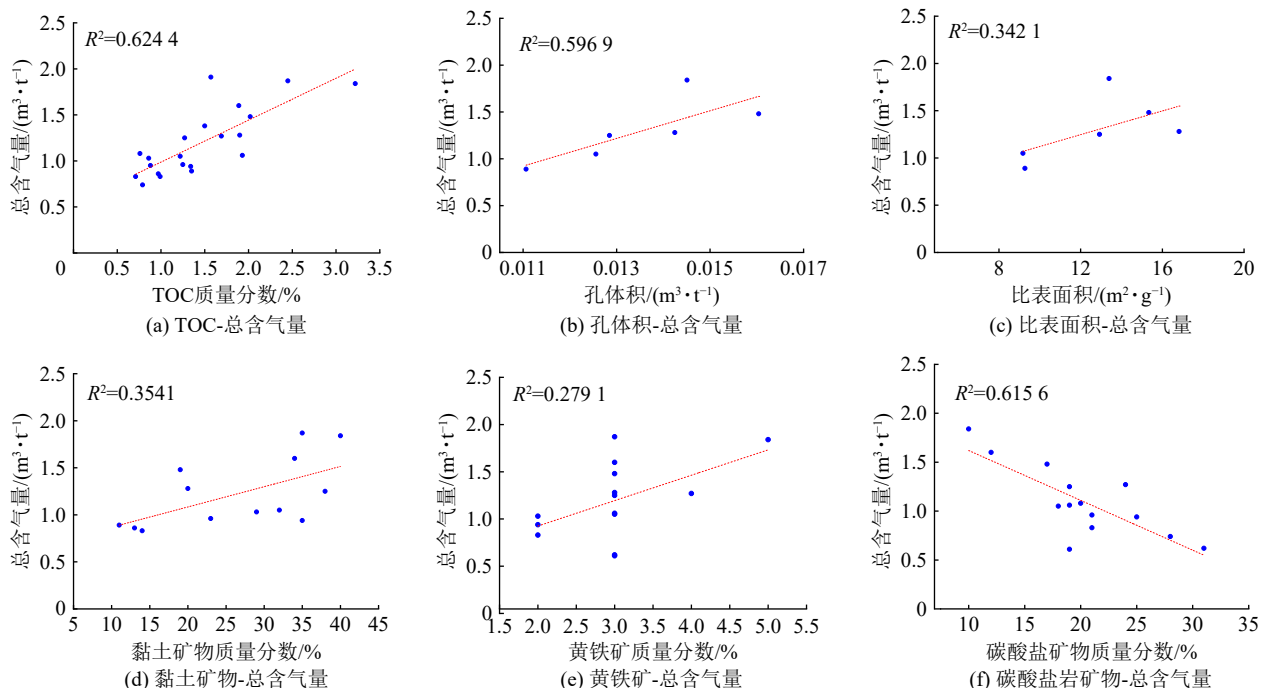 2.5
2.0
1.5
1.0
0.5
0
R²=0.624 4
总含气量/(m³·t⁻¹)
0.5 1.0 1.5 2.0 2.5 3.0 3.5
TOC质量分数/%
(a) TOC-总含气量
2.5
2.0
1.5
1.0
0.5
0
R²=0.596 9
总含气量/(m³·t⁻¹)
0.011 0.013 0.015 0.017
孔体积/(m³·t⁻¹)
(b) 孔体积-总含气量
2.5
2.0
1.5
1.0
0.5
0
R²=0.342 1
总含气量/(m³·t⁻¹)
8 12 16 20
比表面积/(m²·g⁻¹)
(c) 比表面积-总含气量
2.5
2.0
1.5
1.0
0.5
0
R²=0.3541
总含气量/(m³·t⁻¹)
5 10 15 20 25 30 35 40 45
黏土矿物质量分数/%
(d) 黏土矿物-总含气量
2.5
2.0
1.5
1.0
0.5
0
R²=0.279 1
总含气量/(m³·t⁻¹)
1.5 2.0 2.5 3.0 3.5 4.0 4.5 5.0 5.5
黄铁矿质量分数/%
(e) 黄铁矿-总含气量
2.5
2.0
1.5
1.0
0.5
0
R²=0.615 6
总含气量/(m³·t⁻¹)
10 15 20 25 30 35
碳酸盐矿物质量分数/%
(f) 碳酸盐岩矿物-总含气量